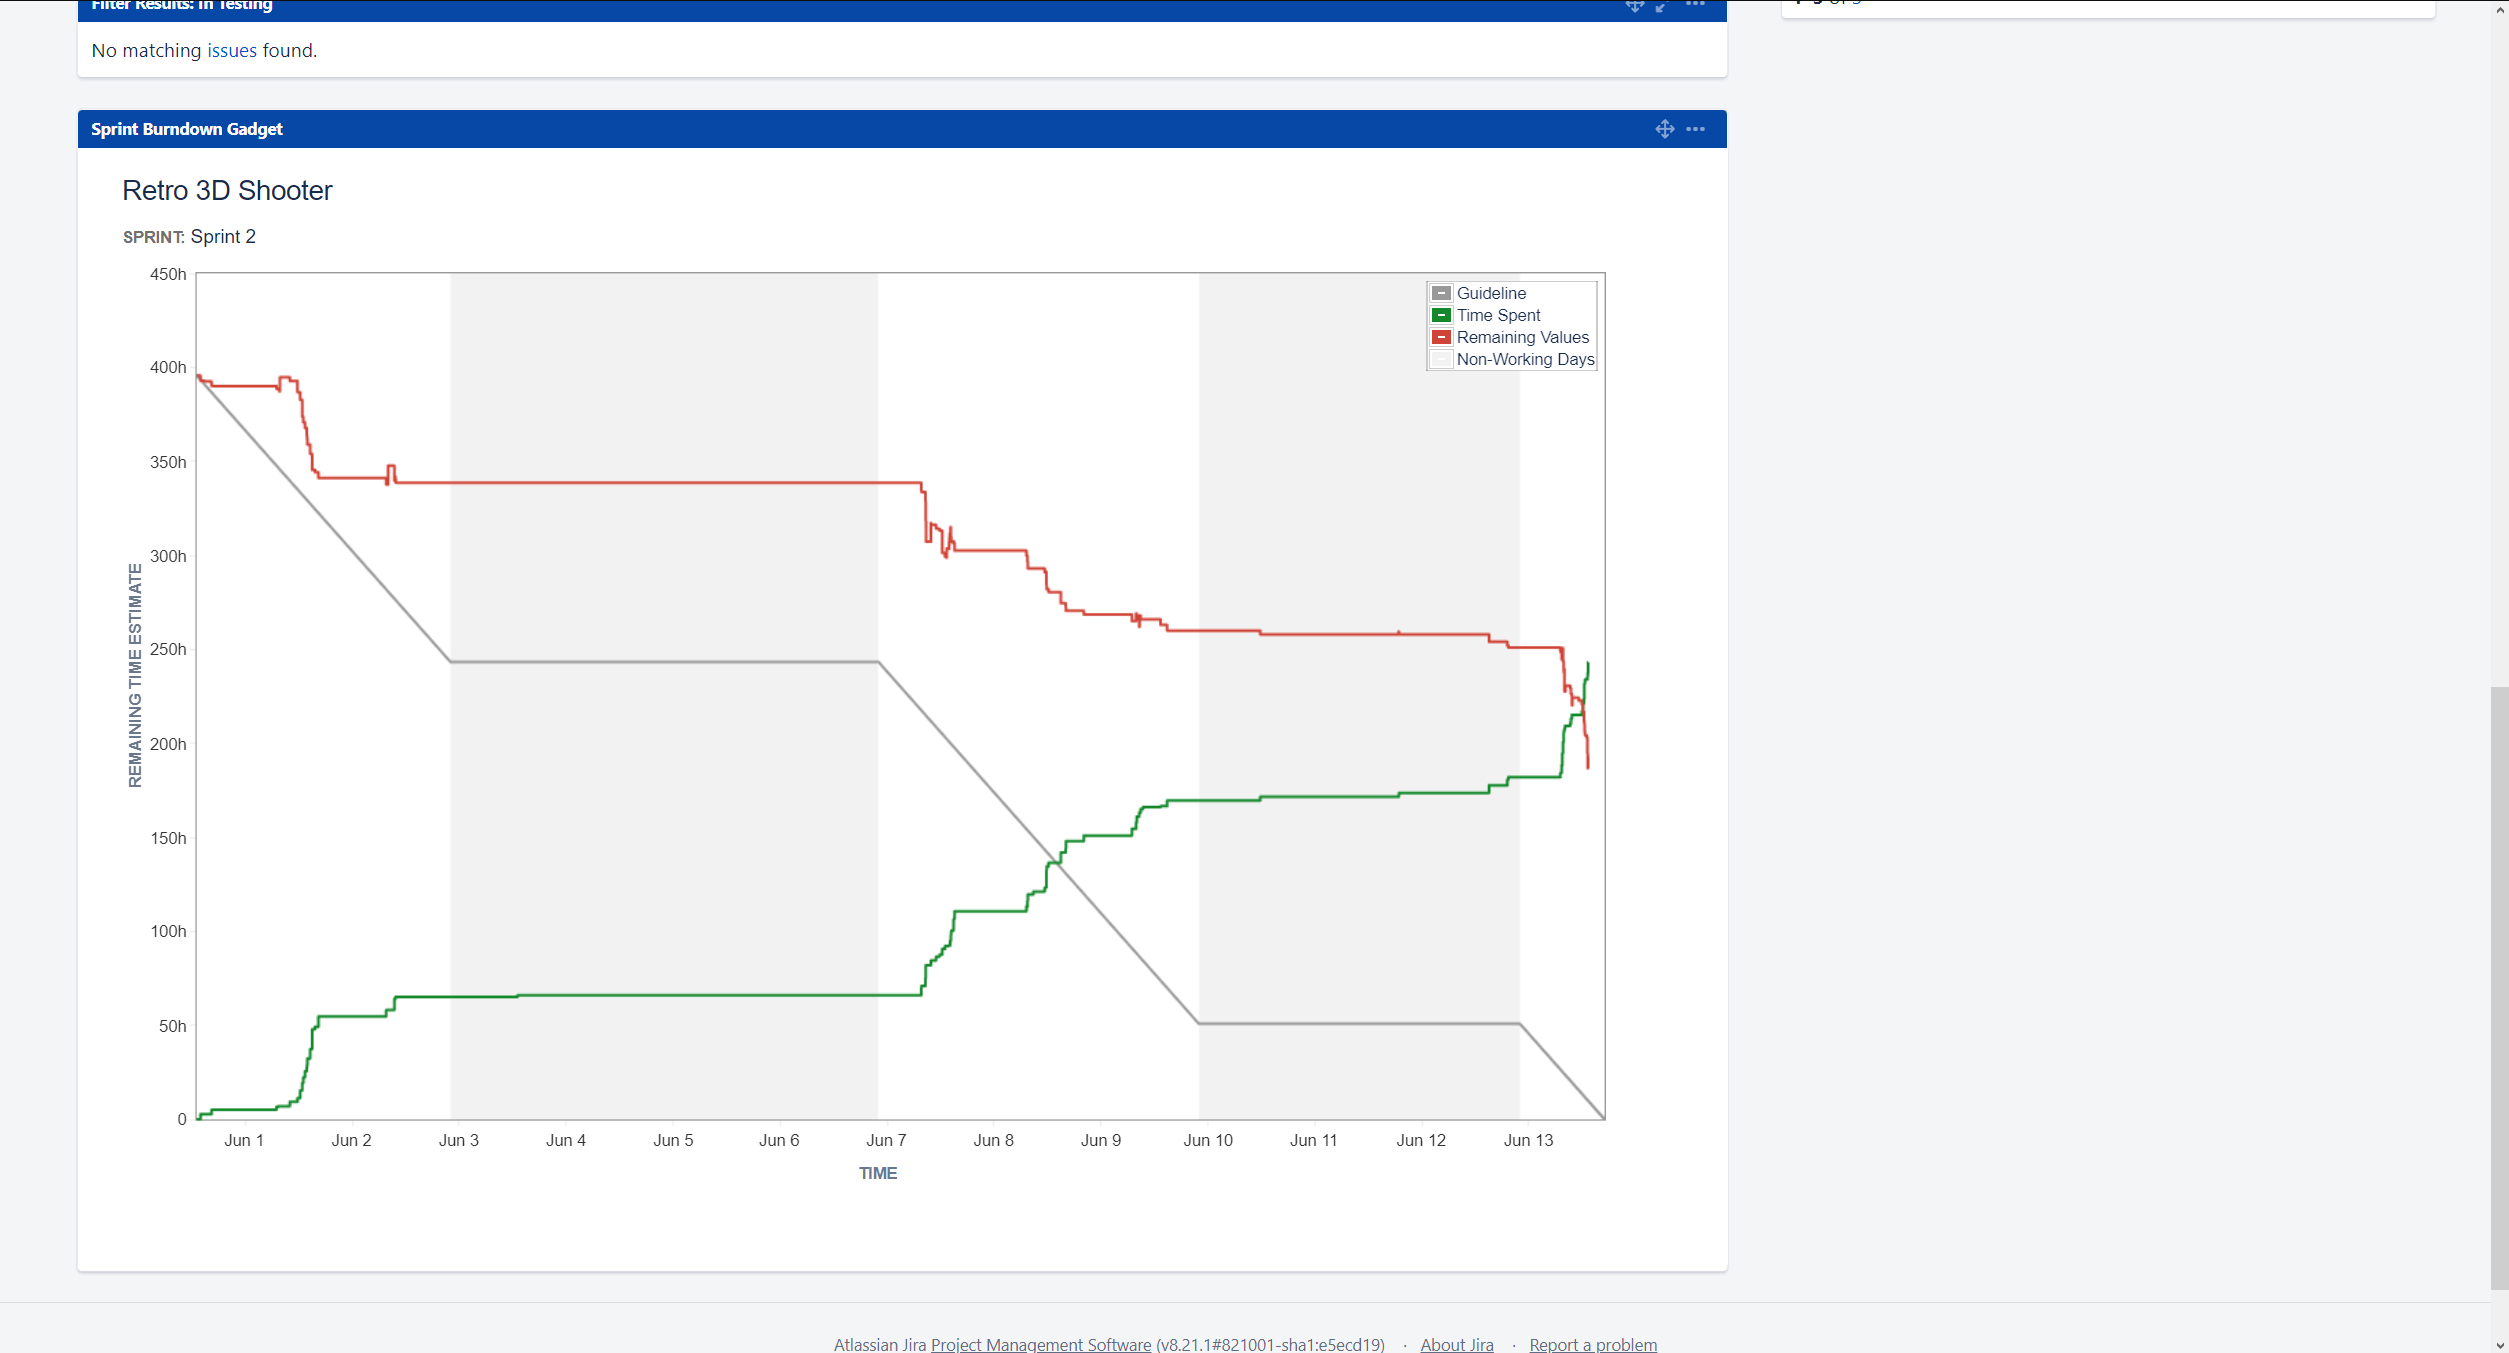 Filter Results: In Testing
No matching issues found.
Sprint Burndown Gadget
Retro 3D Shooter
SPRINT: Sprint 2
450h
400h
350h
300h
250h
200h
150h
100h
50h
0
REMAINING TIME ESTIMATE
Guideline
Time Spent
Remaining Values
Non-Working Days
Jun 1 Jun 2 Jun 3 Jun 4 Jun 5 Jun 6 Jun 7 Jun 8 Jun 9 Jun 10 Jun 11 Jun 12 Jun 13
TIME
Atlassian Jira Project Management Software (v8.21.1#821001-sha1:e5ecd19) · About Jira · Report a problem